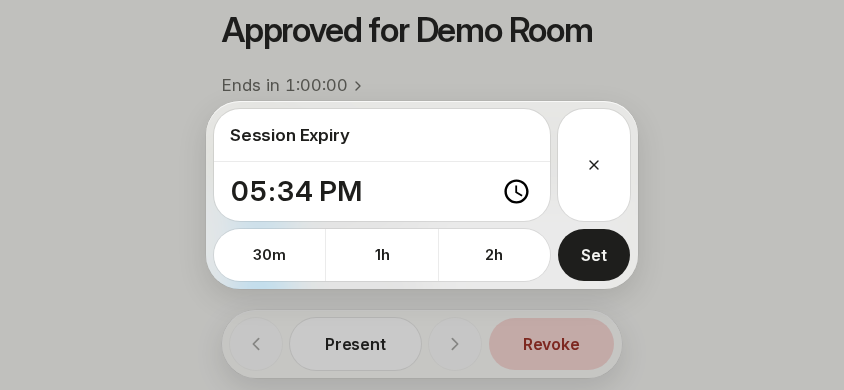 Approved for Demo Room
Ends in 1:00:00 >
Session Expiry
×
05:34 PM
30m
1h
2h
Set
Present
Revoke